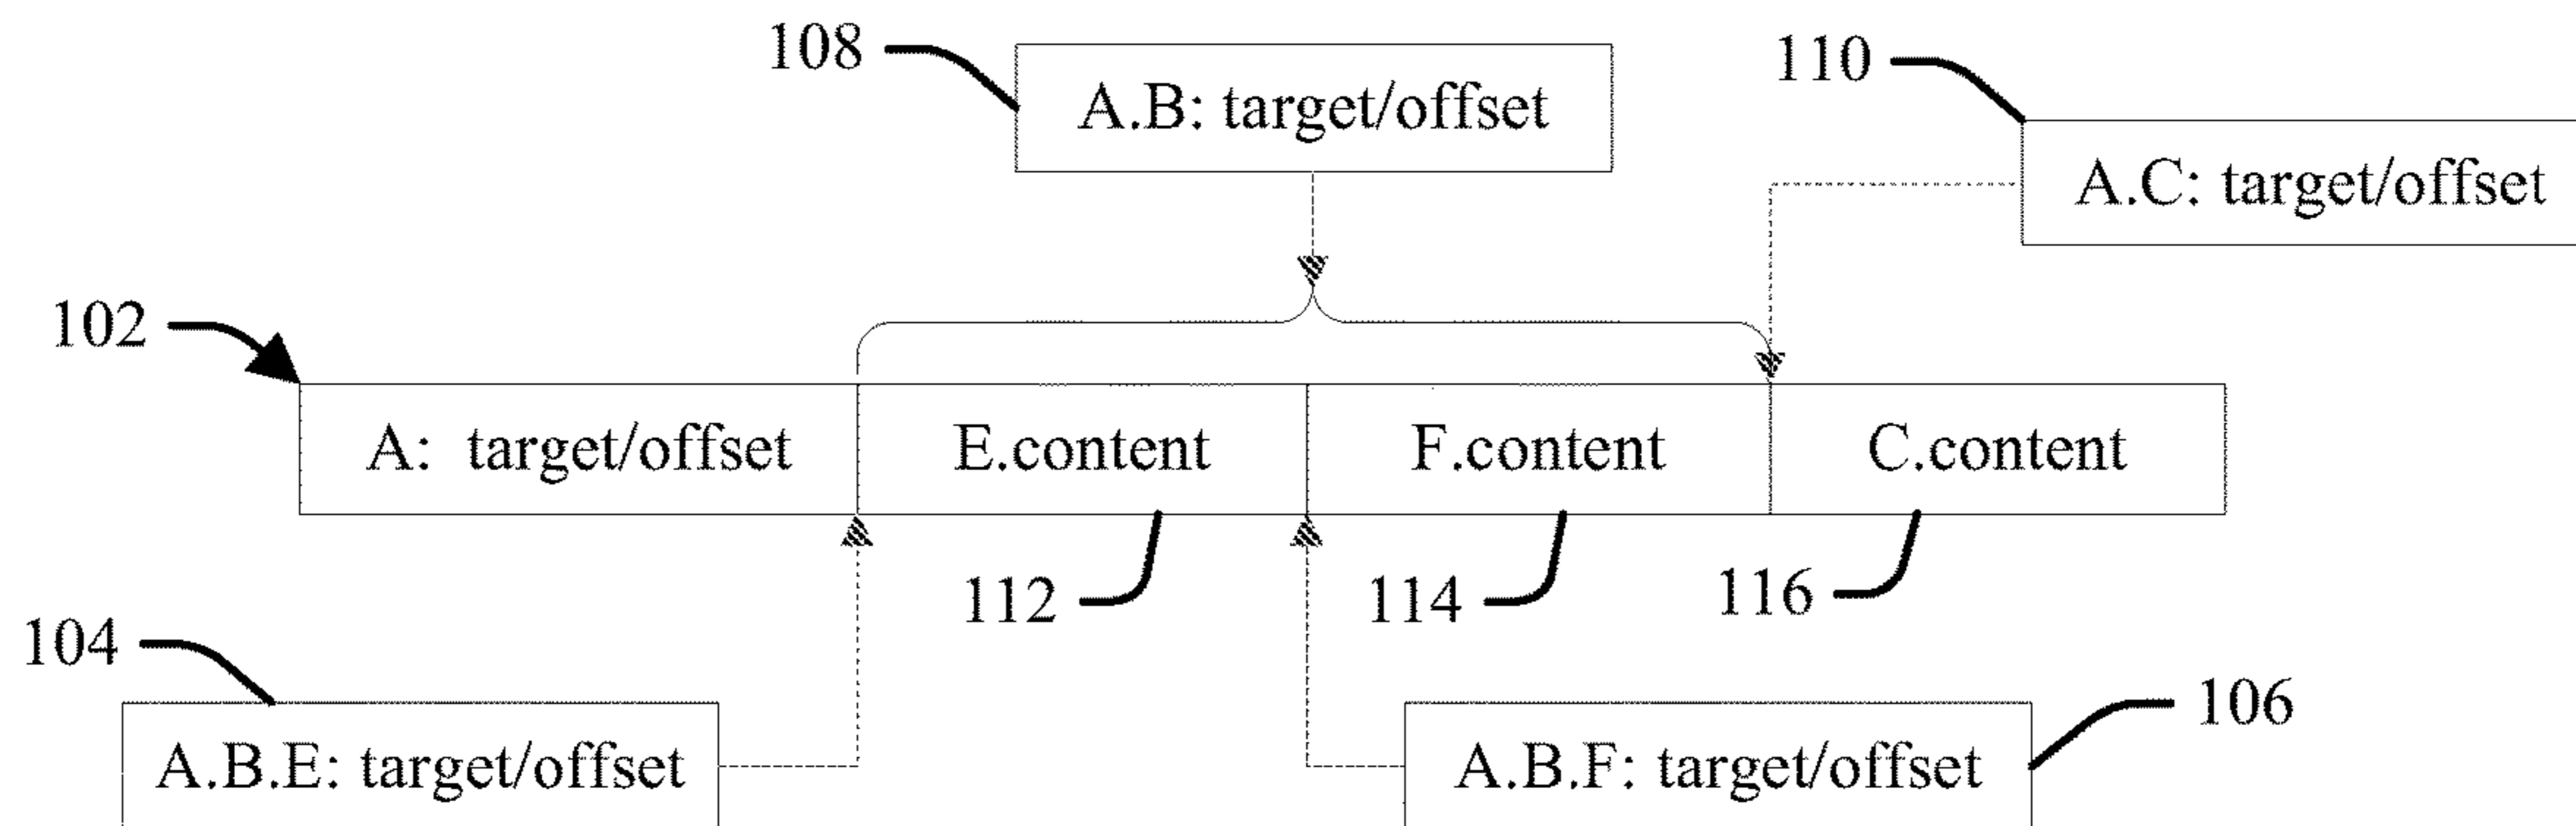 108
A.B: target/offset
110
A.C: target/offset
102
A: target/offset
E.content
F.content
C.content
112
114
116
104
A.B.E: target/offset
106
A.B.F: target/offset